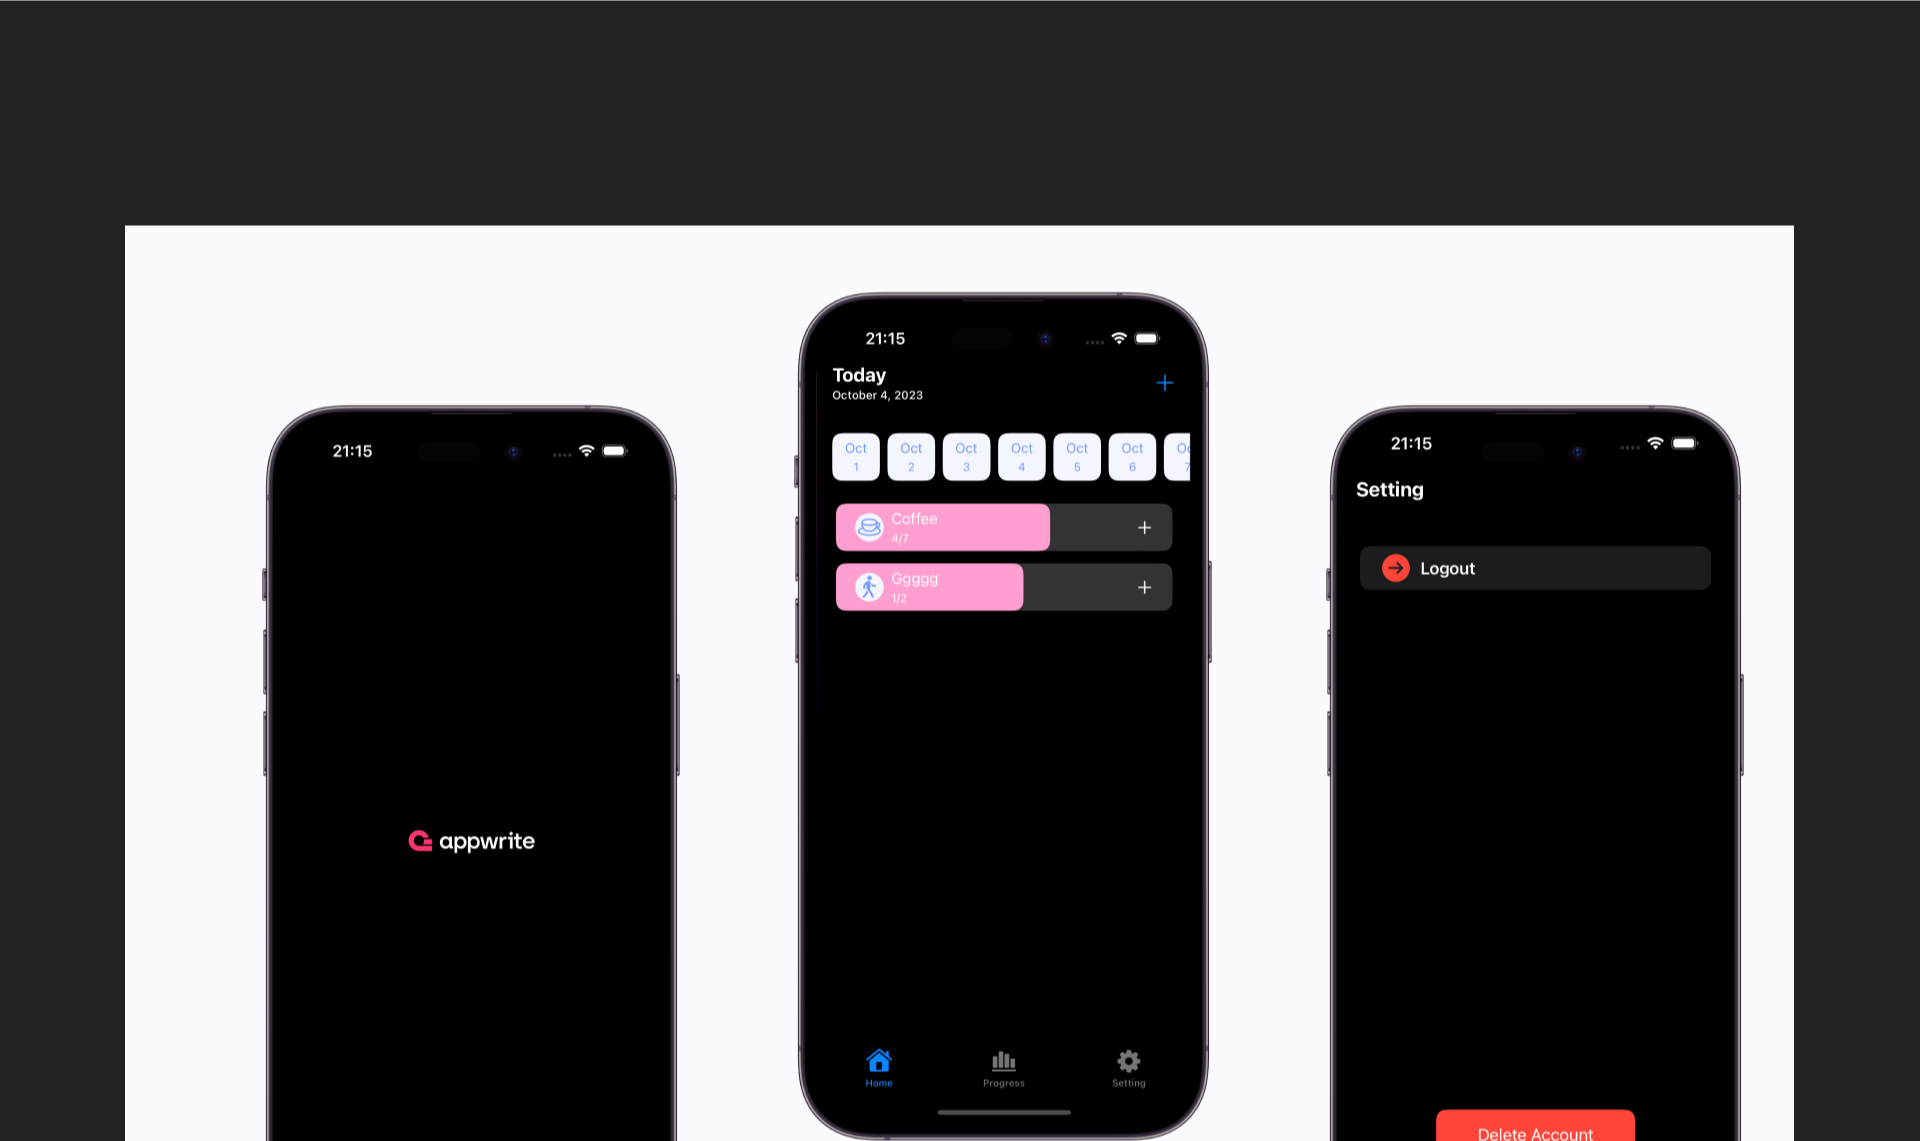 21:15
appwrite
21:15
Today
October 4, 2023
Oct Oct Oct Oct Oct Oct
1 2 3 4 5 6 7
Coffee
4/7
Ggggg
1/2
Home Progress Setting
21:15
Setting
Logout
Delete Account